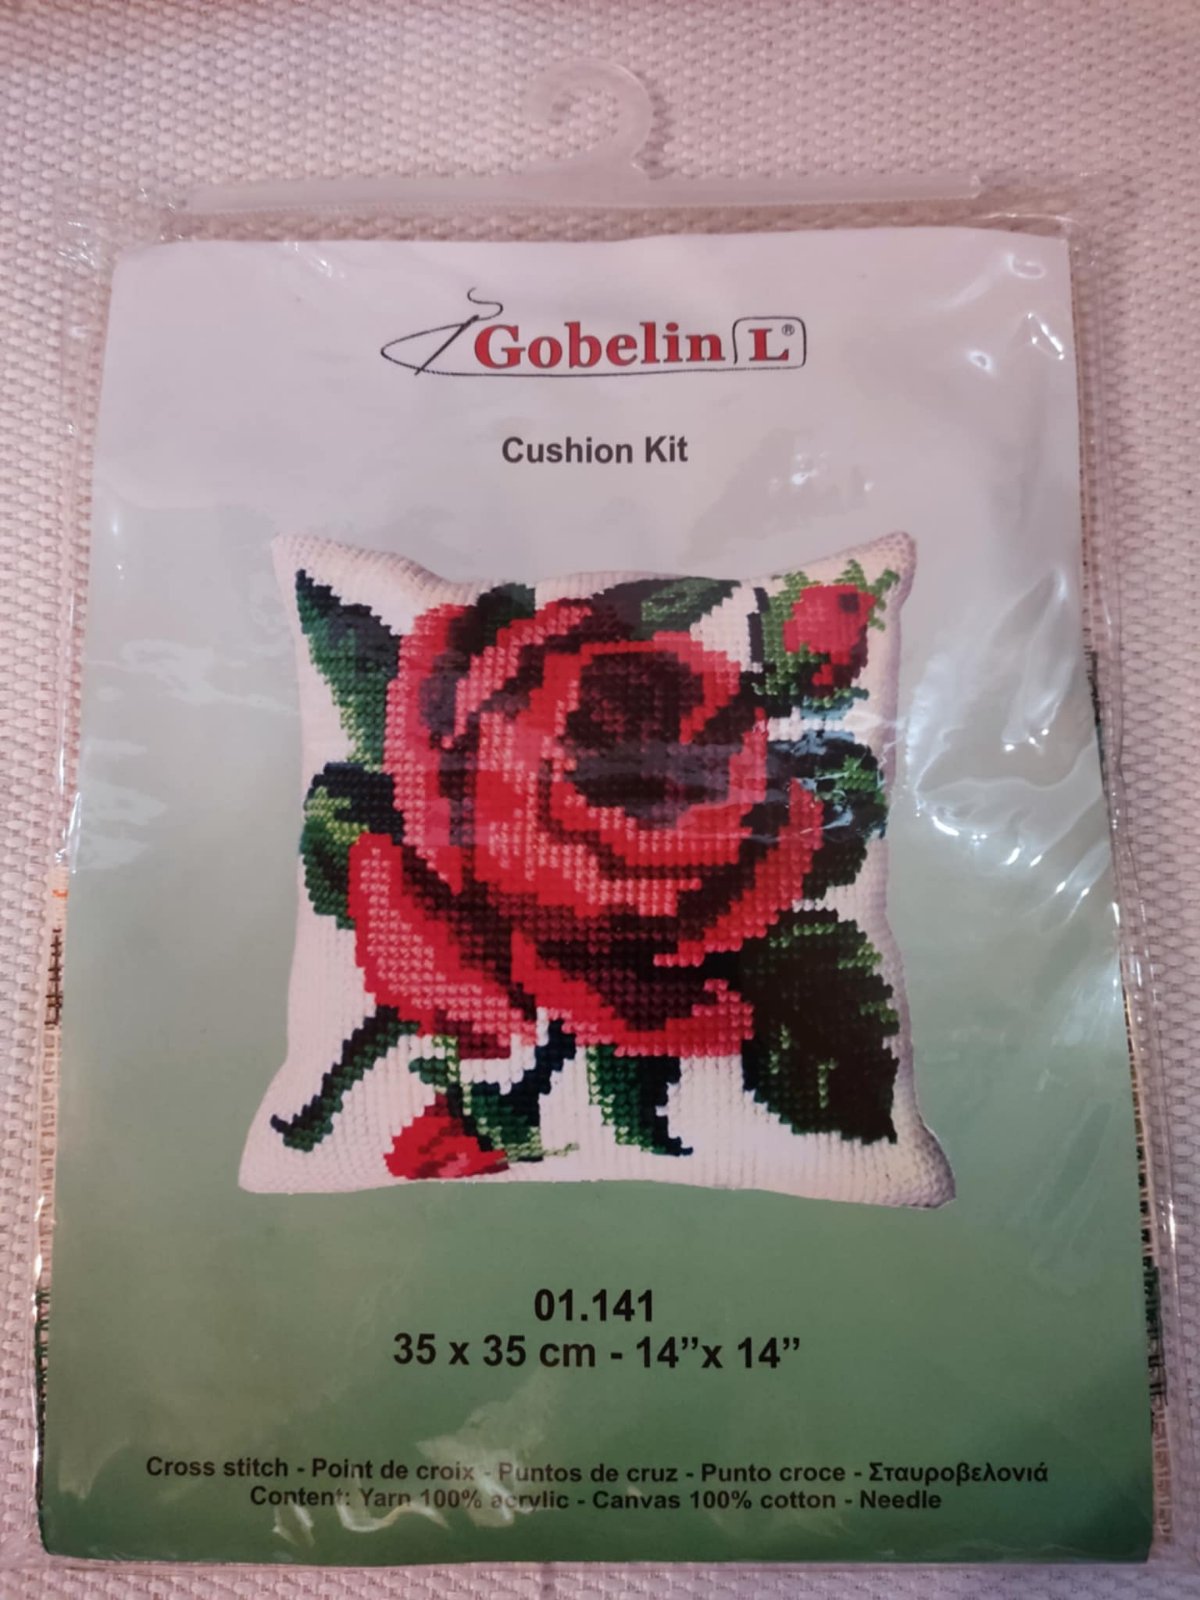 Gobelin L®
Cushion Kit
01.141
35 x 35 cm - 14”x 14”
Cross stitch - Point de croix - Puntos de cruz - Punto croce - Σταυροβελονιά
Content: Yarn 100% acrylic - Canvas 100% cotton - Needle